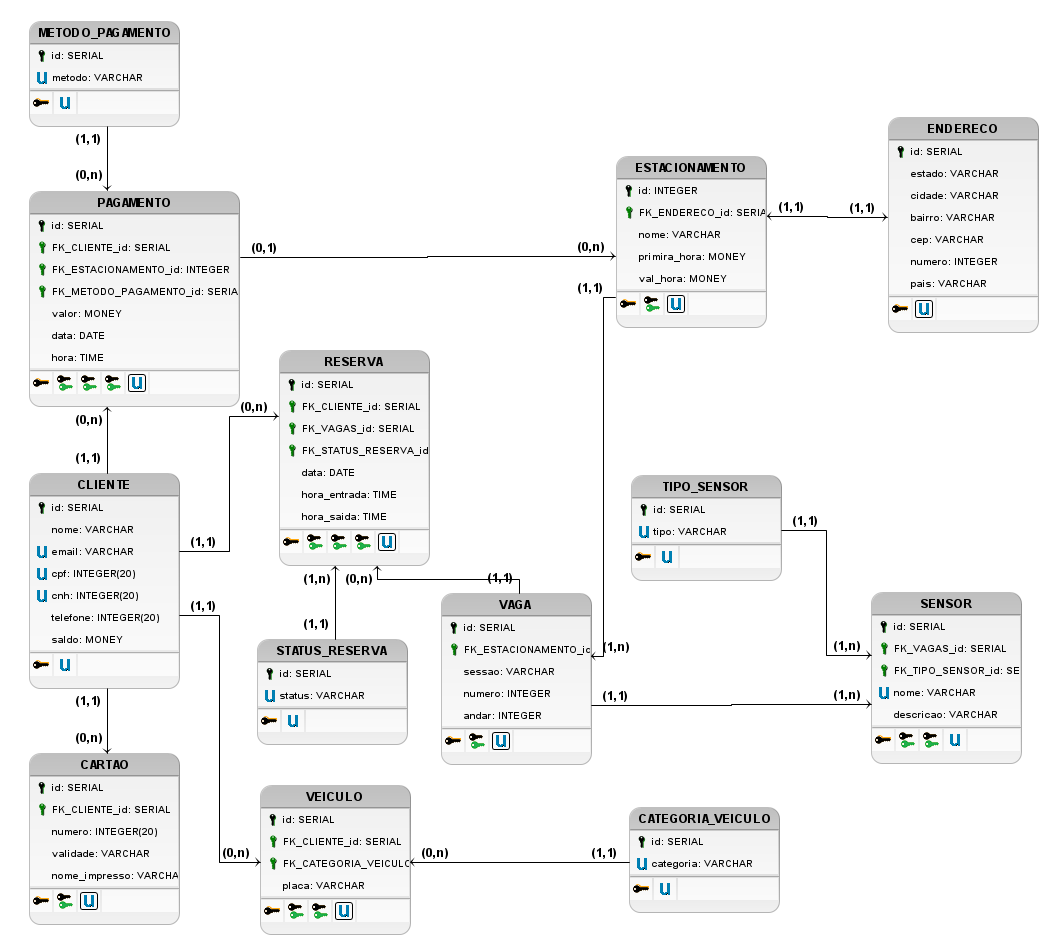 METODO_PAGAMENTO
id: SERIAL
metodo: VARCHAR
(1,1)
(0,n)
PAGAMENTO
id: SERIAL
FK_CLIENTE_id: SERIAL
FK_ESTACIONAMENTO_id: INTEGER
FK_METODO_PAGAMENTO_id: SERIA
valor: MONEY
data: DATE
hora: TIME
(0,1)
(0,n)
ESTACIONAMENTO
id: INTEGER
FK_ENDERECO_id: SERIA
nome: VARCHAR
primira_hora: MONEY
val_hora: MONEY
(1,1)
(1,1)
ENDERECO
id: SERIAL
estado: VARCHAR
cidade: VARCHAR
bairro: VARCHAR
cep: VARCHAR
numero: INTEGER
pais: VARCHAR
(1,1)
(1,n)
RESERVA
id: SERIAL
FK_CLIENTE_id: SERIAL
FK_VAGAS_id: SERIAL
FK_STATUS_RESERVA_id
data: DATE
hora_entrada: TIME
hora_saida: TIME
(0,n)
(1,1)
(0,n)
(1,1)
CLIENTE
id: SERIAL
nome: VARCHAR
email: VARCHAR
cpf: INTEGER(20)
cnh: INTEGER(20)
telefone: INTEGER(20)
saldo: MONEY
(1,1)
(0,n)
(1,n)
(0,n)
(1,1)
(1,1)
STATUS_RESERVA
id: SERIAL
status: VARCHAR
VAGA
id: SERIAL
FK_ESTACIONAMENTO_id
sessao: VARCHAR
numero: INTEGER
andar: INTEGER
(1,1)
(1,n)
TIPO_SENSOR
id: SERIAL
tipo: VARCHAR
(1,1)
(1,n)
SENSOR
id: SERIAL
FK_VAGAS_id: SERIAL
FK_TIPO_SENSOR_id: SE
nome: VARCHAR
descricao: VARCHAR
(1,1)
(0,n)
CARTAO
id: SERIAL
FK_CLIENTE_id: SERIAL
numero: INTEGER(20)
validade: VARCHAR
nome_impresso: VARCHA
VEICULO
id: SERIAL
FK_CLIENTE_id: SERIAL
FK_CATEGORIA_VEICULO
placa: VARCHAR
(0,n)
(1,1)
CATEGORIA_VEICULO
id: SERIAL
categoria: VARCHAR